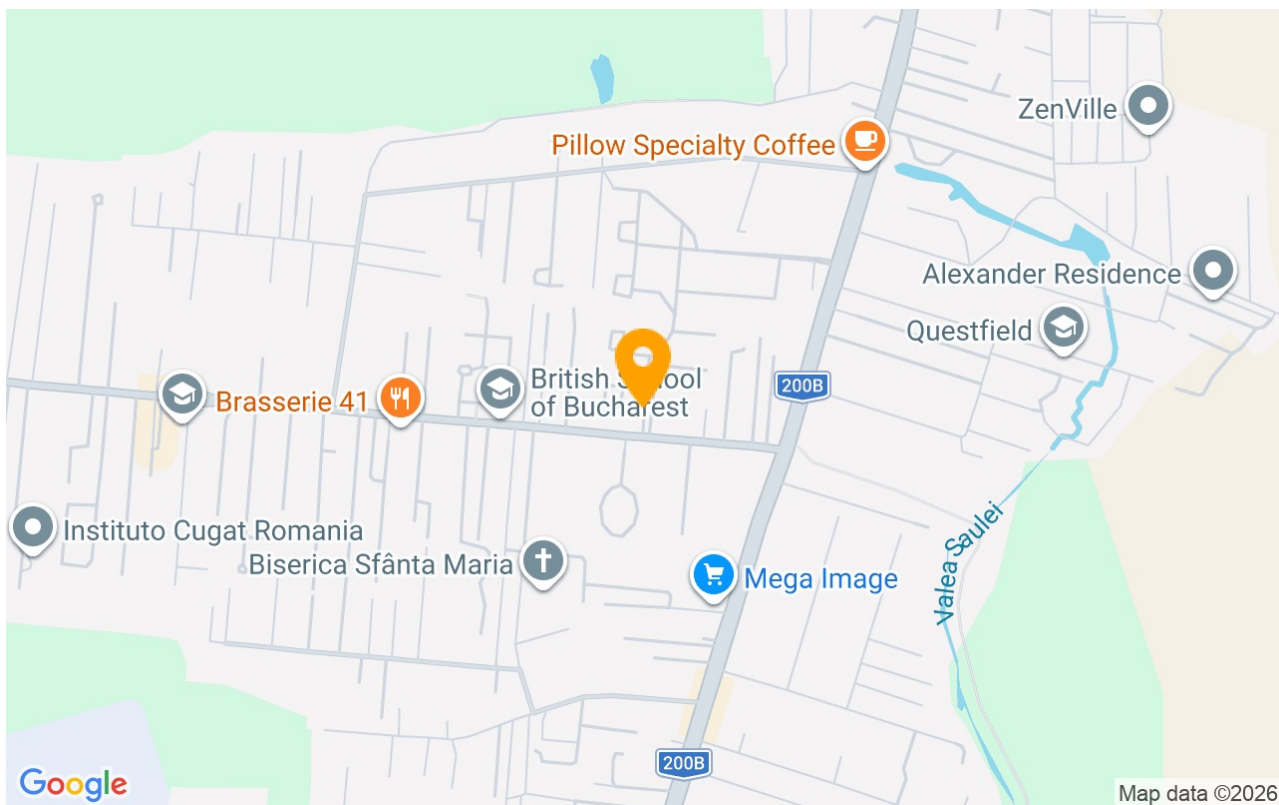 ZenVille
Pillow Specialty Coffee
Alexander Residence
Questfield
200B
British School
of Bucharest
Brasserie 41
Instituto Cugat Romania
Biserica Sfânta Maria
Mega Image
Valea Saulei
200B
Google
Map data ©2026